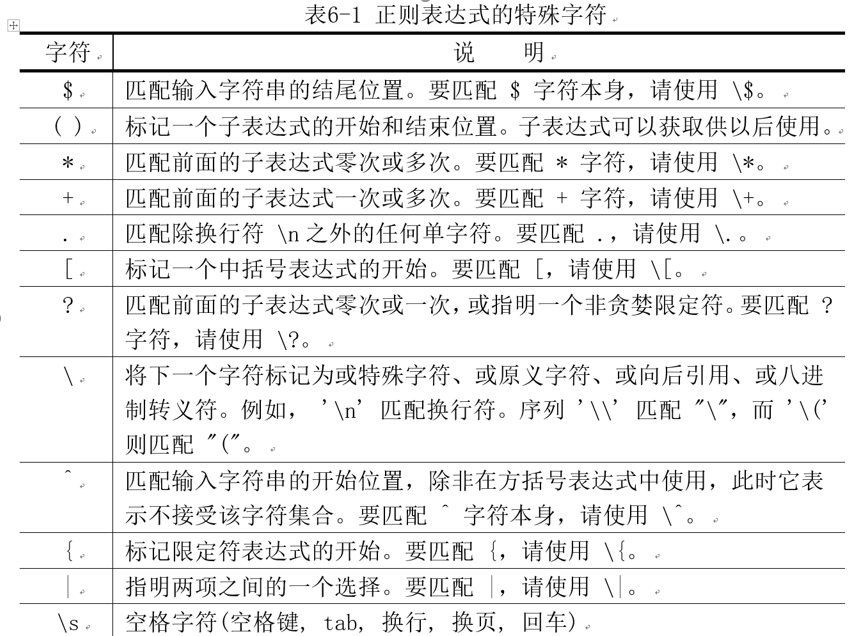 表6-1 正则表达式的特殊字符
字符 说 明
$ 匹配输入字符串的结尾位置。要匹配 $ 字符本身，请使用 \$。
( ) 标记一个子表达式的开始和结束位置。子表达式可以获取供以后使用。
* 匹配前面的子表达式零次或多次。要匹配 * 字符，请使用 \*。
+ 匹配前面的子表达式一次或多次。要匹配 + 字符，请使用 \+。
. 匹配除换行符 \n之外的任何单字符。要匹配 .，请使用 \.。
[ 标记一个中括号表达式的开始。要匹配 [，请使用 \[。
? 匹配前面的子表达式零次或一次，或指明一个非贪婪限定符。要匹配 ?
字符，请使用 \?。
\ 将下一个字符标记为或特殊字符、或原义字符、或向后引用、或八进
制转义符。例如， '\n' 匹配换行符。序列 '\\' 匹配 "\"，而 '\('
则匹配 "("。
^ 匹配输入字符串的开始位置，除非在方括号表达式中使用，此时它表
示不接受该字符集合。要匹配 ^ 字符本身，请使用 \^。
{ 标记限定符表达式的开始。要匹配 {，请使用 \{。
| 指明两项之间的一个选择。要匹配 |，请使用 \|。
\s 空格字符(空格键, tab, 换行, 换页, 回车)